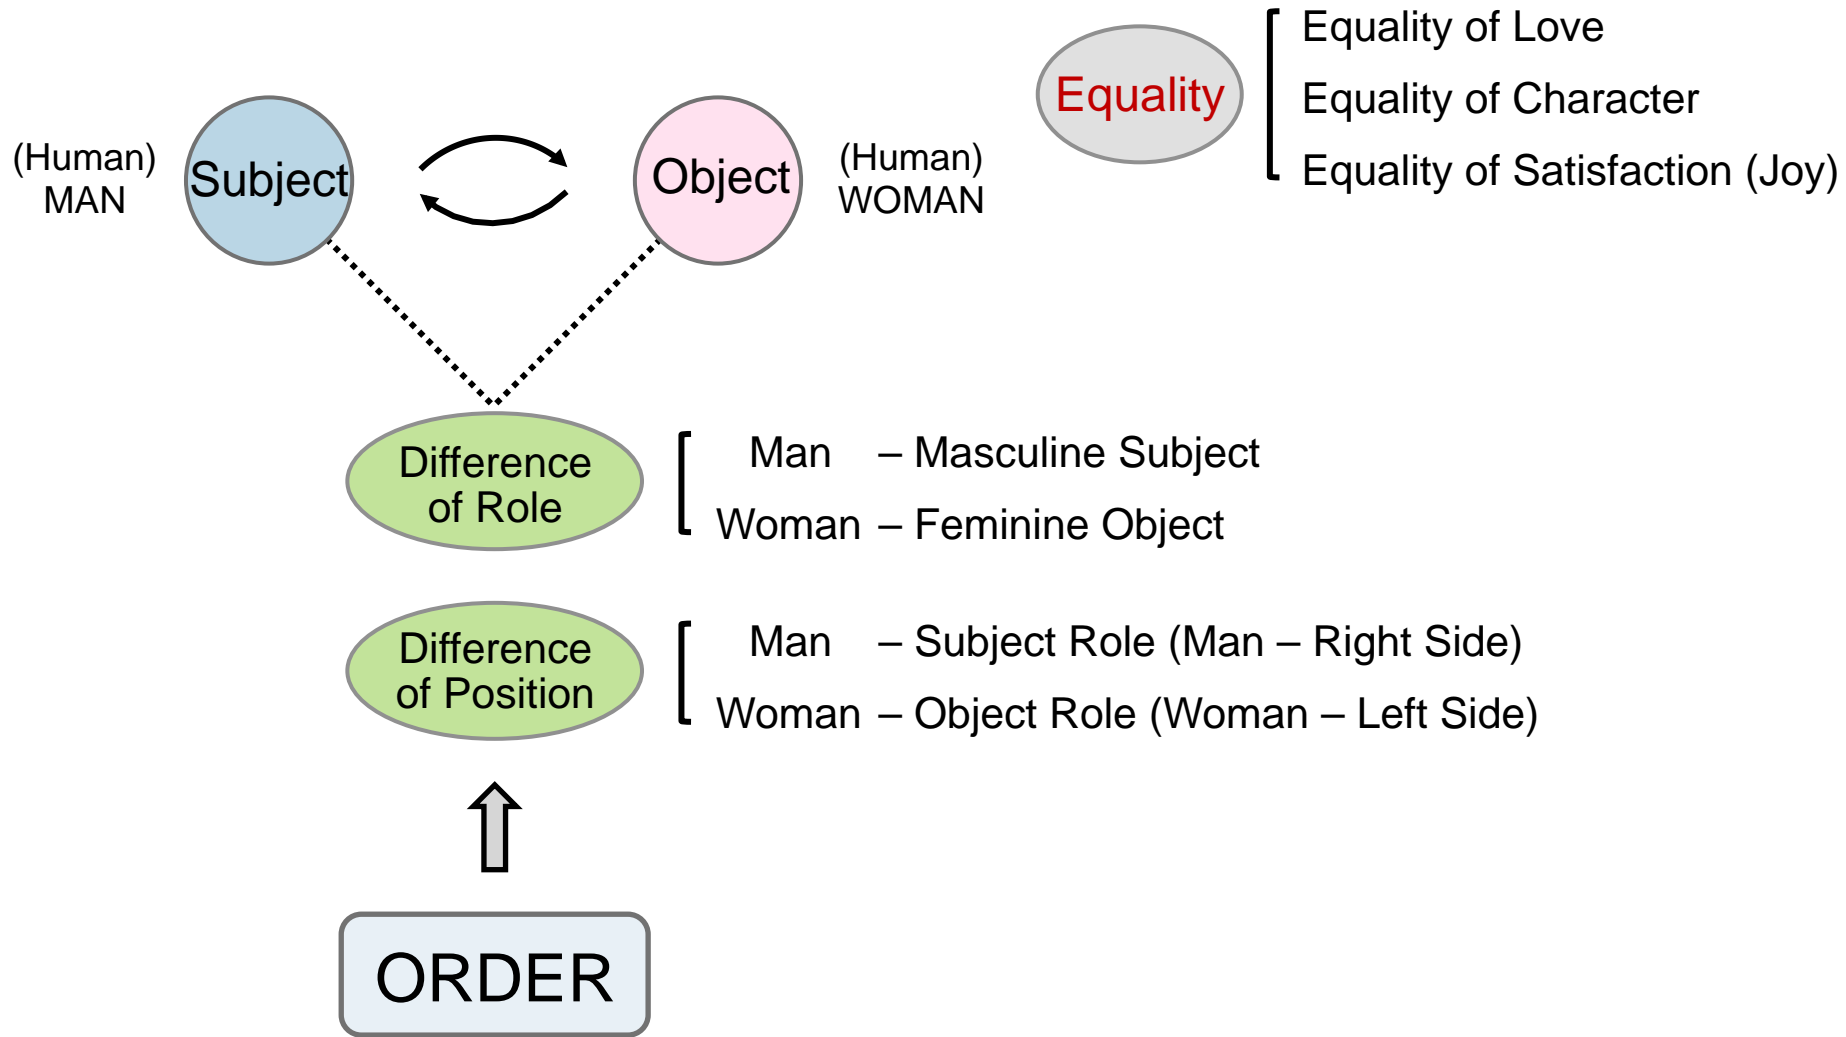 (Human)
MAN
Subject
Object
(Human)
WOMAN
Equality
Equality of Love
Equality of Character
Equality of Satisfaction (Joy)
Difference
of Role
Man – Masculine Subject
Woman – Feminine Object
Difference
of Position
Man – Subject Role (Man – Right Side)
Woman – Object Role (Woman – Left Side)
ORDER